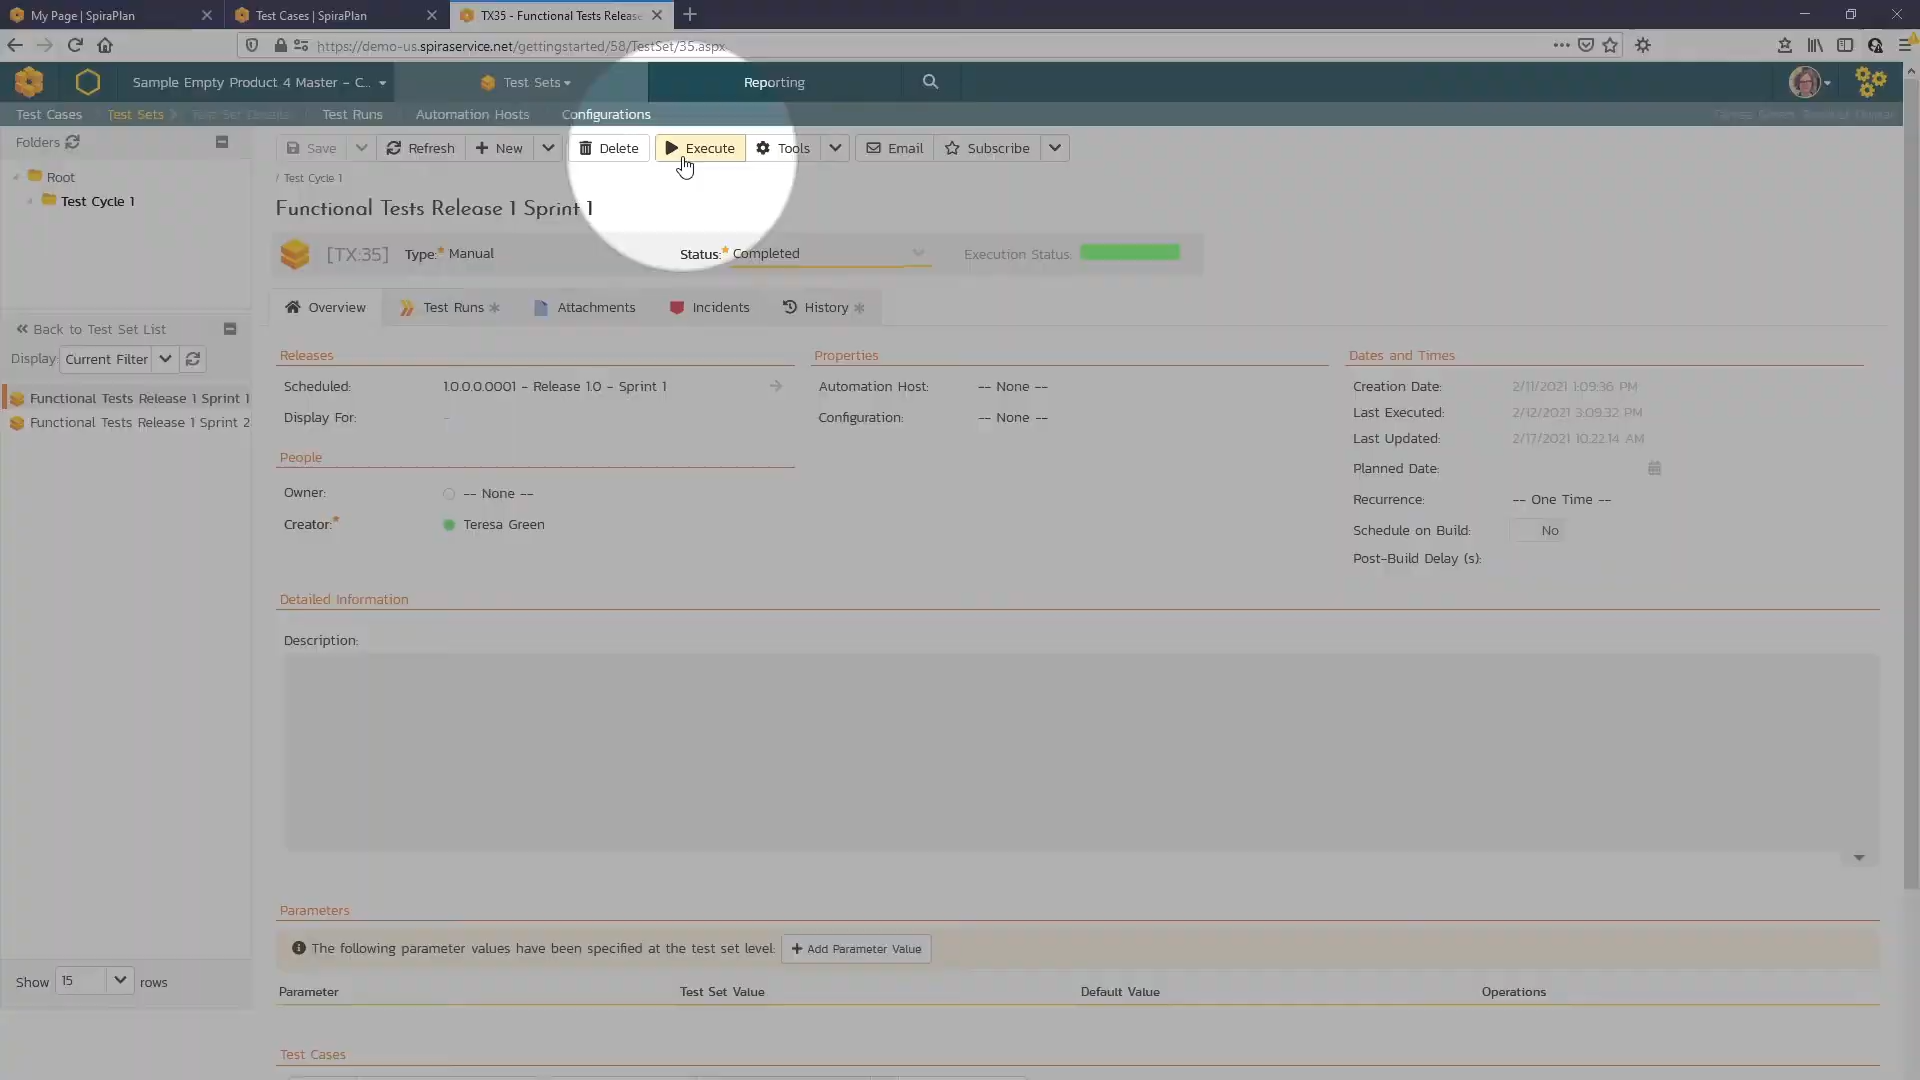 My Page | SpiraPlan
Test Cases | SpiraPlan
TX35 - Functional Tests Release
https://demo-us.spiraservice.net/gettingstarted/58/TestSet/35.aspx
Sample Empty Product 4 Master - C...
Test Sets
Reporting
Test Cases
Test Sets
Test Set Details
Test Runs
Automation Hosts
Configurations
Folders
Save
Refresh
New
Delete
Execute
Tools
Email
Subscribe
Root
Test Cycle 1
/ Test Cycle 1
Functional Tests Release 1 Sprint 1
[TX:35]
Type:* Manual
Status:* Completed
Execution Status:
Overview
Test Runs
Attachments
Incidents
History
Back to Test Set List
Display Current Filter
Functional Tests Release 1 Sprint 1
Functional Tests Release 1 Sprint 2
Show 15 rows
Releases
Scheduled: 1.0.0.0.0001 - Release 1.0 - Sprint 1
Display For: -
People
Owner: -- None --
Creator:* Teresa Green
Properties
Automation Host: -- None --
Configuration: -- None --
Dates and Times
Creation Date: 2/11/2021 1:09:36 PM
Last Executed: 2/12/2021 3:09:32 PM
Last Updated: 2/17/2021 10:22:14 AM
Planned Date:
Recurrence: -- One Time --
Schedule on Build: No
Post-Build Delay (s):
Detailed Information
Description:
Parameters
The following parameter values have been specified at the test set level:
+ Add Parameter Value
Parameter
Test Set Value
Default Value
Operations
Test Cases